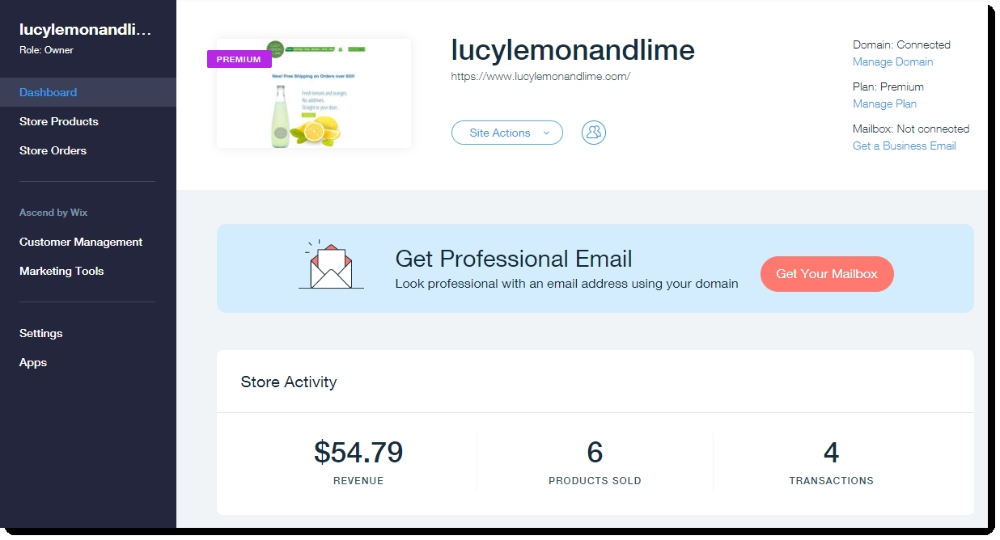 lucylemonandli...
Role: Owner
Dashboard
Store Products
Store Orders
Ascend by Wix
Customer Management
Marketing Tools
Settings
Apps
PREMIUM
New! Free Shipping on Orders over $50!
Fresh lemons and oranges.
No additives.
Straight to your door.
lucylemonandlime
https://www.lucylemonandlime.com/
Site Actions
Domain: Connected
Manage Domain
Plan: Premium
Manage Plan
Mailbox: Not connected
Get a Business Email
Get Professional Email
Look professional with an email address using your domain
Get Your Mailbox
Store Activity
$54.79
REVENUE
6
PRODUCTS SOLD
4
TRANSACTIONS